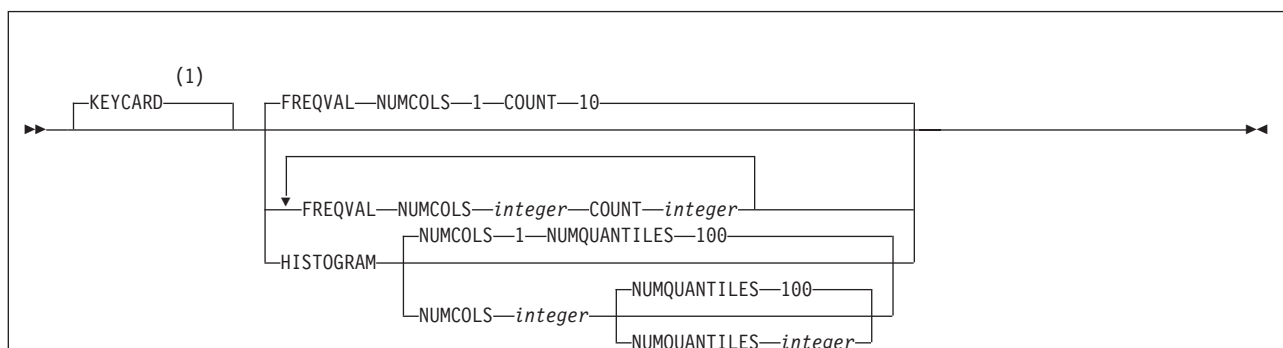 (1)
KEYCARD
FREQVAL NUMCOLS 1 COUNT 10
FREQVAL NUMCOLS integer COUNT integer
NUMCOLS 1 NUMQUANTILES 100
HISTOGRAM
NUMQUANTILES 100
NUMCOLS integer
NUMQUANTILES integer